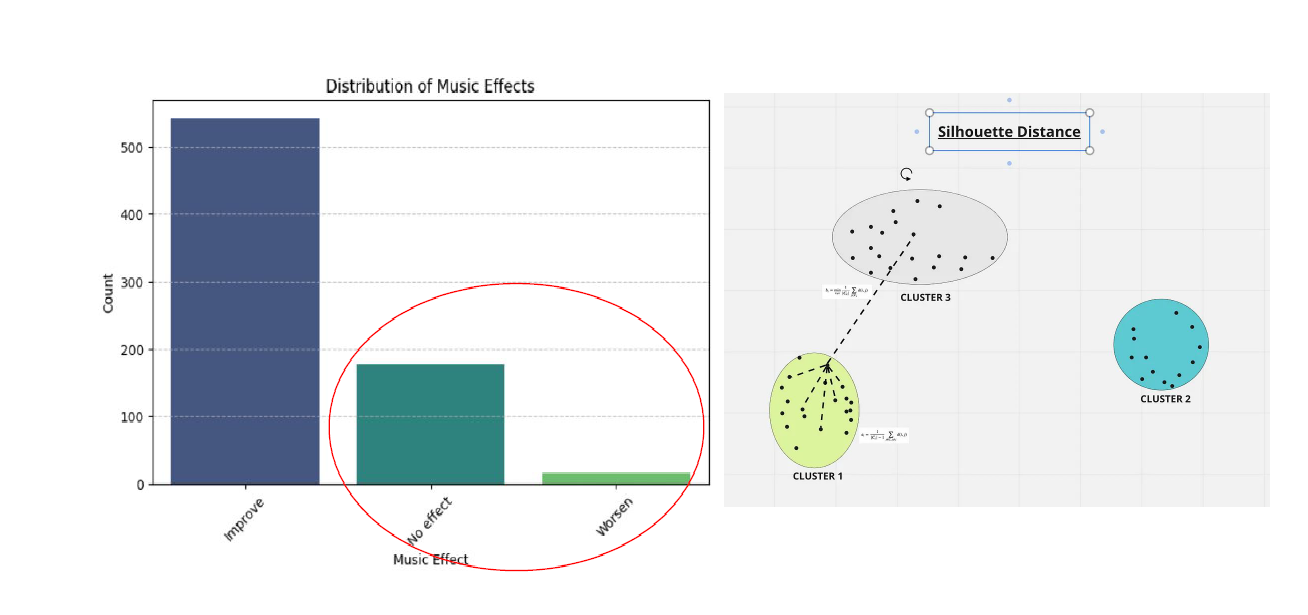 Distribution of Music Effects
Count
500
400
300
200
100
0
Improve
No effect
Worsen
Music Effect
Silhouette Distance
CLUSTER 3
CLUSTER 2
CLUSTER 1